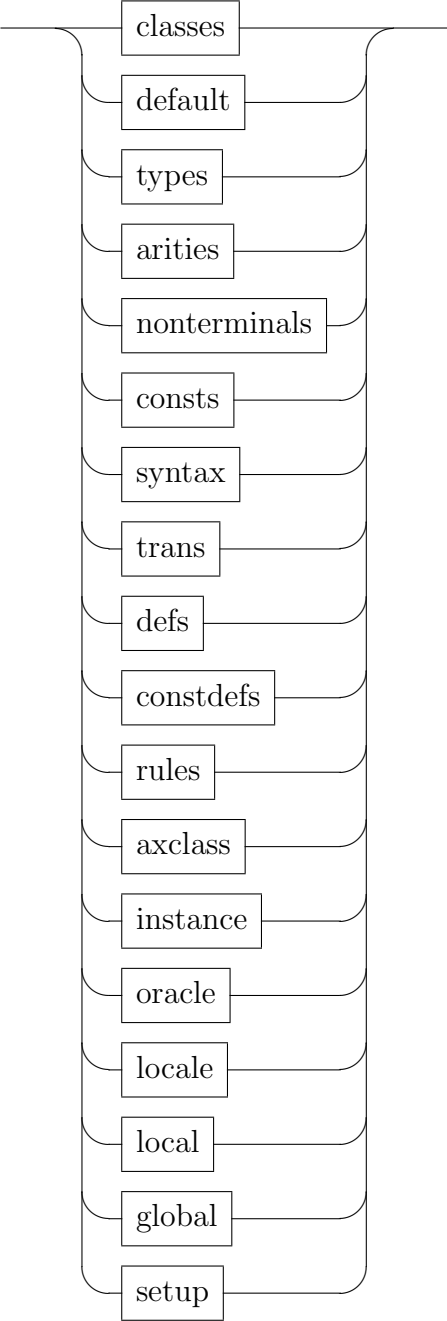 classes
default
types
arities
nonterminals
consts
syntax
trans
defs
constdefs
rules
axclass
instance
oracle
locale
local
global
setup